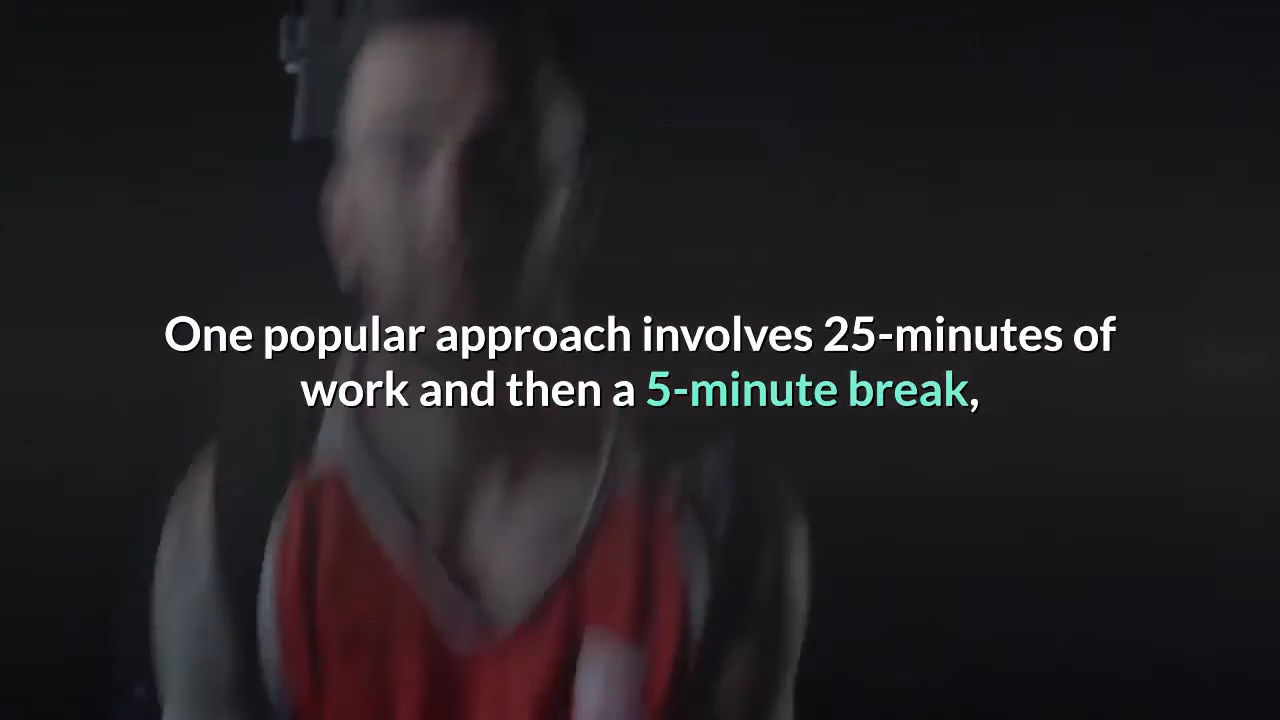 One popular approach involves 25-minutes of
work and then a 5-minute break,